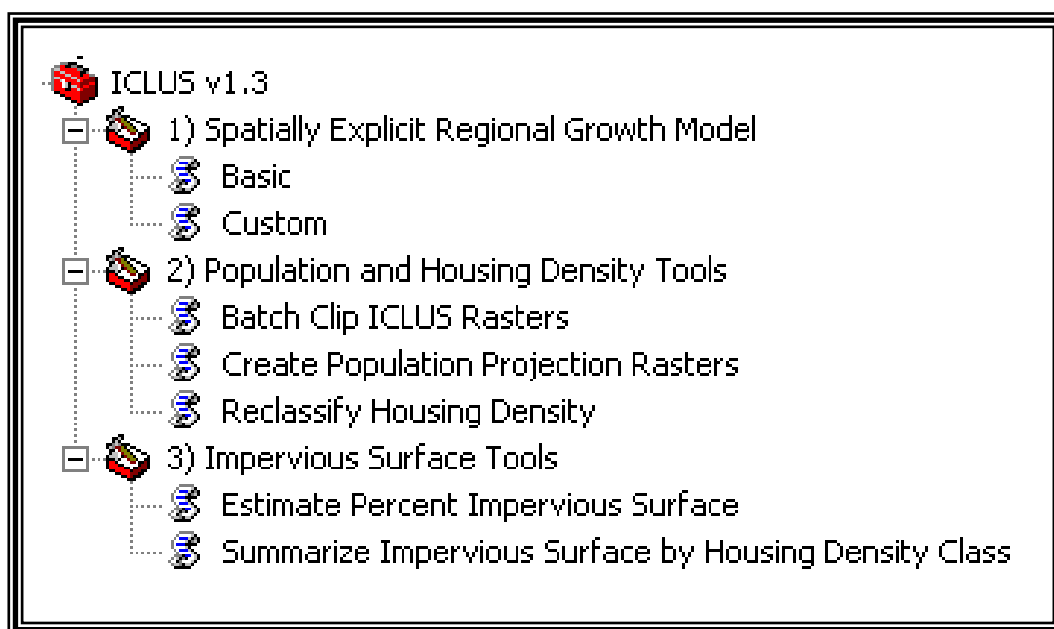 ICLUS v1.3
1) Spatially Explicit Regional Growth Model
Basic
Custom
2) Population and Housing Density Tools
Batch Clip ICLUS Rasters
Create Population Projection Rasters
Reclassify Housing Density
3) Impervious Surface Tools
Estimate Percent Impervious Surface
Summarize Impervious Surface by Housing Density Class